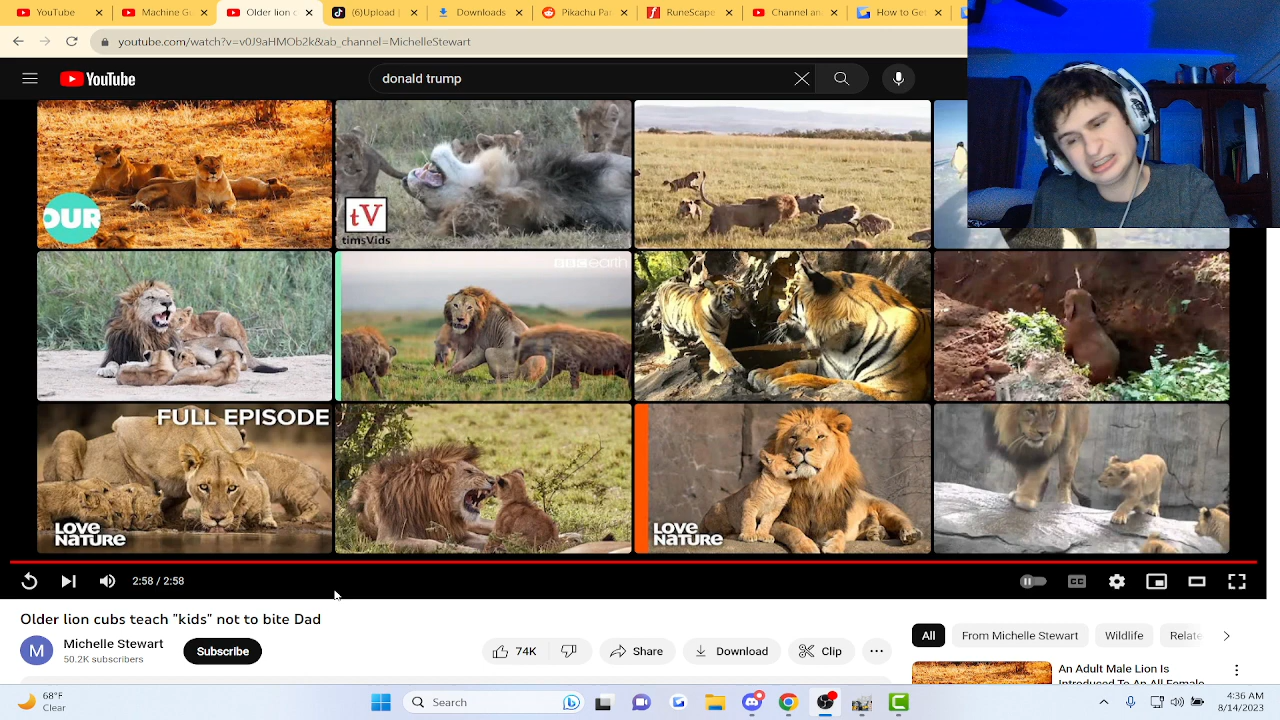 YouTube
Machine G
Older lion c
(6)Upload |
Downloads
Pikachu Pa
RuneScape
Channel an
How to Ge
youtube.com/watch?v=v0J9aHMOb2k&ab_channel=MichelleStewart
YouTube
donald trump
OUR
tV
timsVids
BBC earth
FULL EPISODE
LOVE
NATURE
LOVE
NATURE
2:58 / 2:58
CC
Older lion cubs teach "kids" not to bite Dad
M
Michelle Stewart
50.2K subscribers
Subscribe
74K
Share
Download
Clip
All
From Michelle Stewart
Wildlife
Relate
An Adult Male Lion Is
Introduced To An All Female
68°F
Clear
Search
4:36 AM
8/14/2023